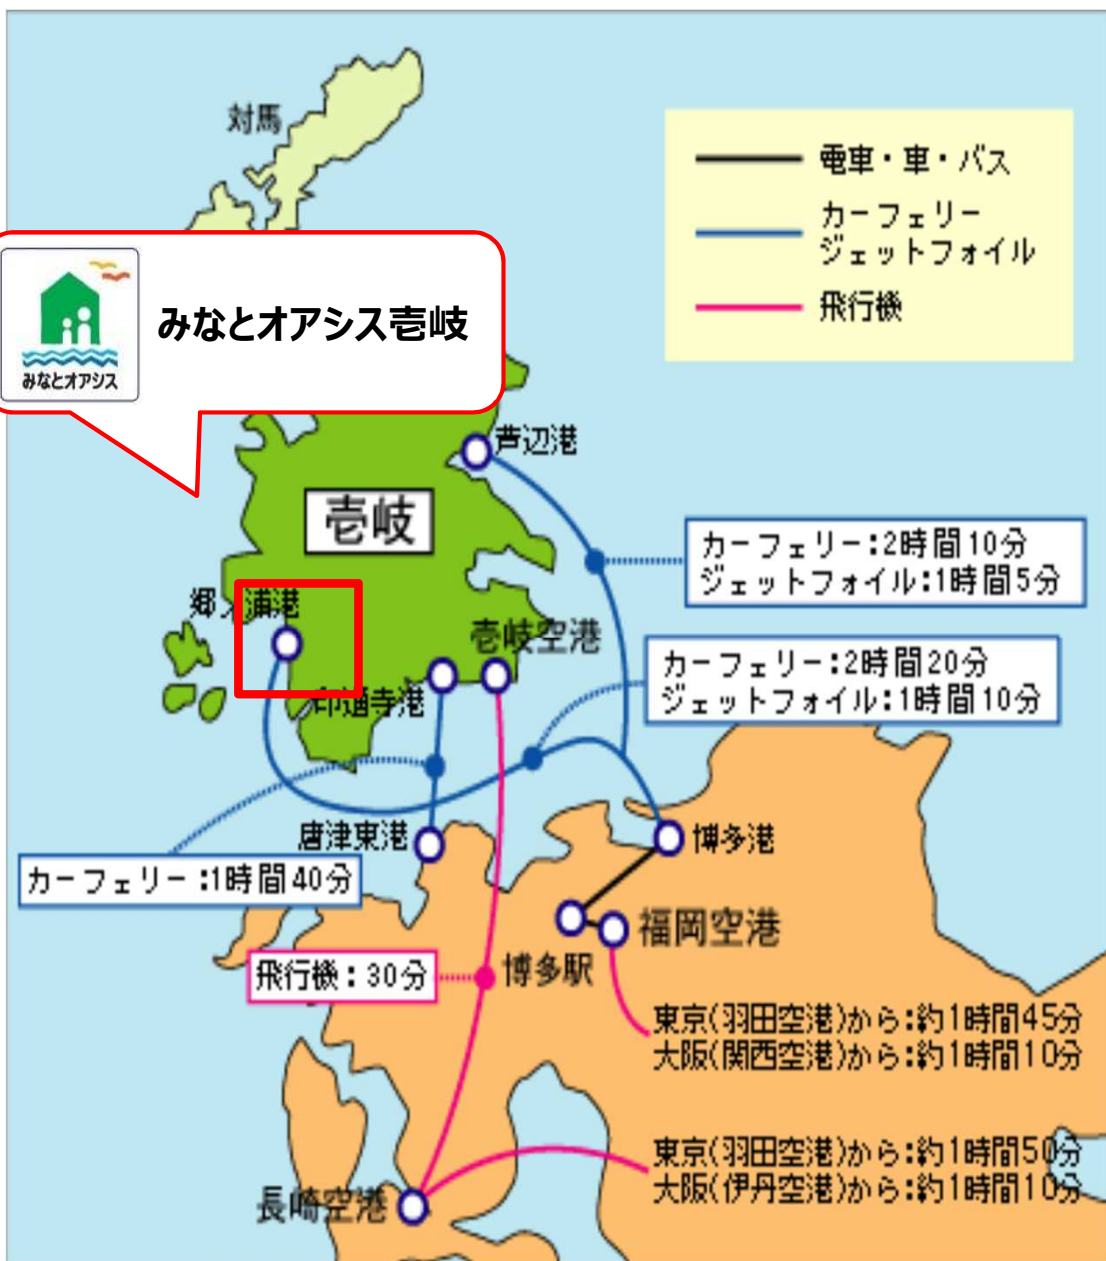 対馬
電車・車・バス
カーフェリー
ジェットフォイル
飛行機
みなとオアシス
みなとオアシス壱岐
芦辺港
壱岐
カーフェリー:2時間10分
ジェットフォイル:1時間5分
郷ノ浦港
壱岐空港
カーフェリー:2時間20分
ジェットフォイル:1時間10分
印通寺港
唐津東港
博多港
カーフェリー:1時間40分
福岡空港
博多駅
飛行機:30分
東京(羽田空港)から:約1時間45分
大阪(関西空港)から:約1時間10分
東京(羽田空港)から:約1時間50分
大阪(伊丹空港)から:約1時間10分
長崎空港